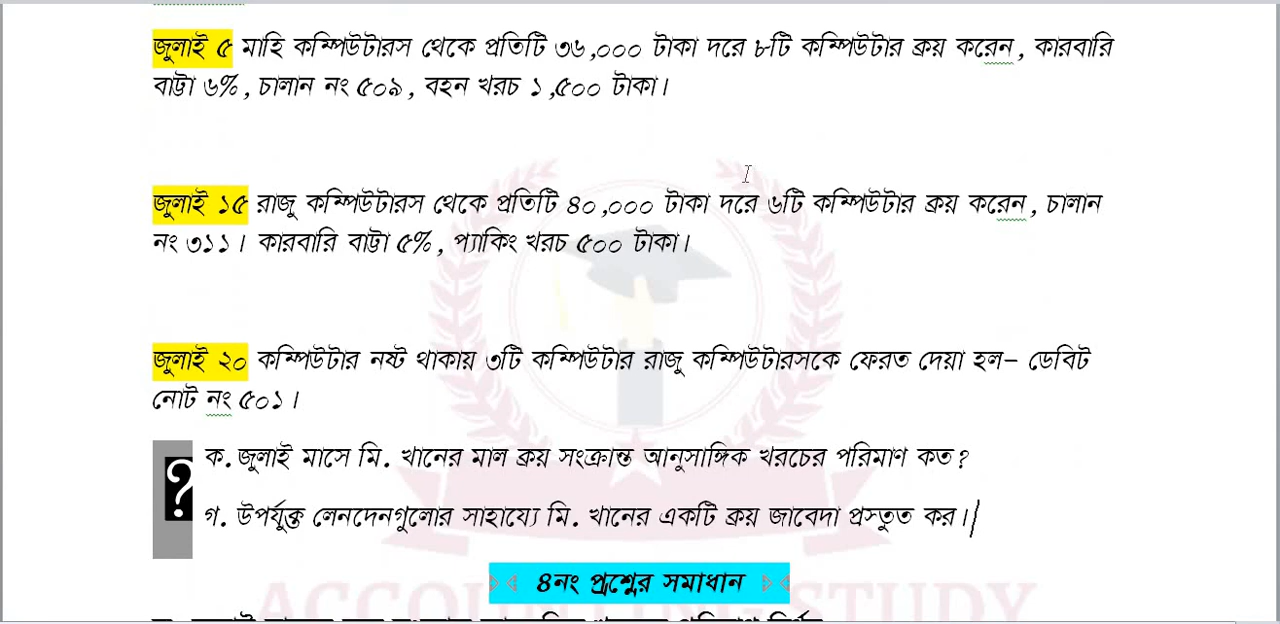 জুলাই ৫ মাহি কম্পিউটারস থেকে প্রতিটি ৩৬,০০০ টাকা দরে ৮টি কম্পিউটার ক্রয় করেন, কারবারি
বাট্টা ৬%, চালান নং ৫০৯, বহন খরচ ১,৫০০ টাকা।
জুলাই ১৫ রাজু কম্পিউটারস থেকে প্রতিটি ৪০,০০০ টাকা দরে ৬টি কম্পিউটার ক্রয় করেন, চালান
নং ৩১১। কারবারি বাট্টা ৫%, প্যাকিং খরচ ৫০০ টাকা।
জুলাই ২০ কম্পিউটার নষ্ট থাকায় ৩টি কম্পিউটার রাজু কম্পিউটারসকে ফেরত দেয়া হল- ডেবিট
নোট নং ৫০১।
? ক. জুলাই মাসে মি. খানের মাল ক্রয় সংক্রান্ত আনুসাঙ্গিক খরচের পরিমাণ কত?
গ. উপর্যুক্ত লেনদেনগুলোর সাহায্যে মি. খানের একটি ক্রয় জাবেদা প্রস্তুত কর।
৪নং প্রশ্নের সমাধান
ACCOUNTING STUDY